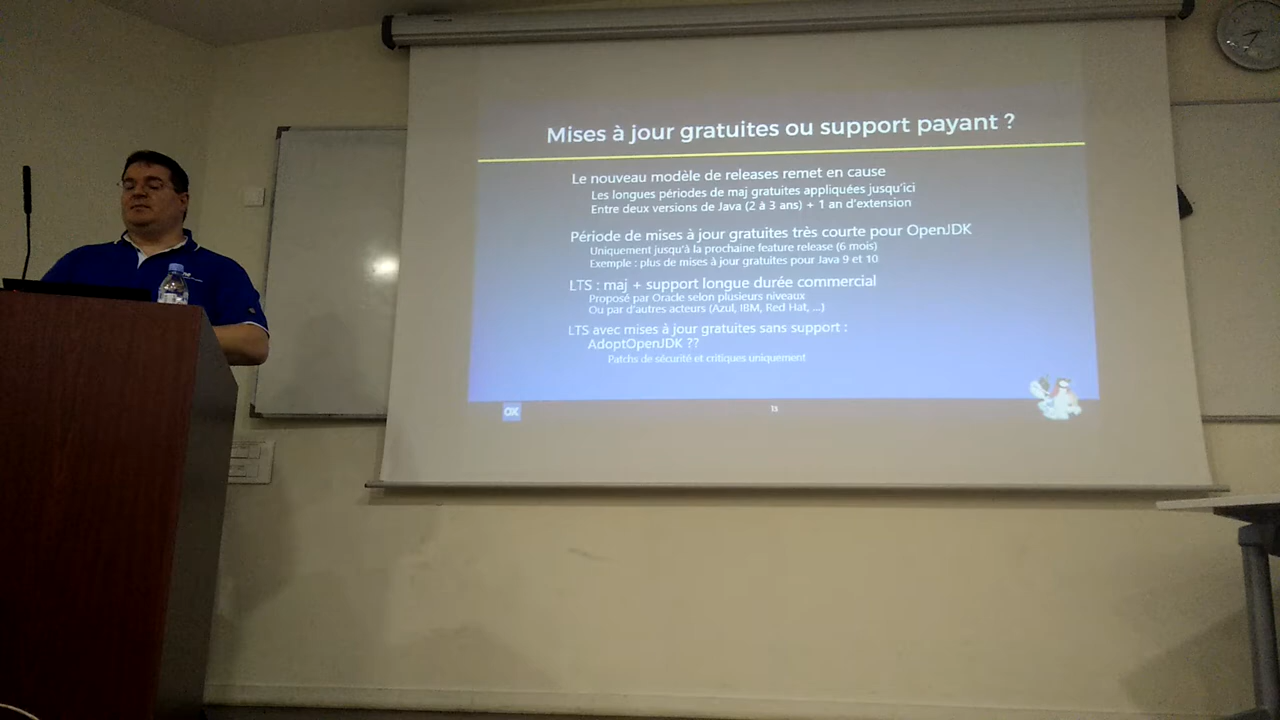 Mises à jour gratuites ou support payant ?
Le nouveau modèle de releases remet en cause
Les longues périodes de maj gratuites appliquées jusqu'ici
Entre deux versions de Java (2 à 3 ans) + 1 an d'extension
Période de mises à jour gratuites très courte pour OpenJDK
Uniquement jusqu'à la prochaine feature release (6 mois)
Exemple : plus de mises à jour gratuites pour Java 9 et 10
LTS : maj + support longue durée commercial
Proposé par Oracle selon plusieurs niveaux
Ou par d'autres acteurs (Azul, IBM, Red Hat, ...)
LTS avec mises à jour gratuites sans support :
AdoptOpenJDK ??
Patchs de sécurité et critiques uniquement
13